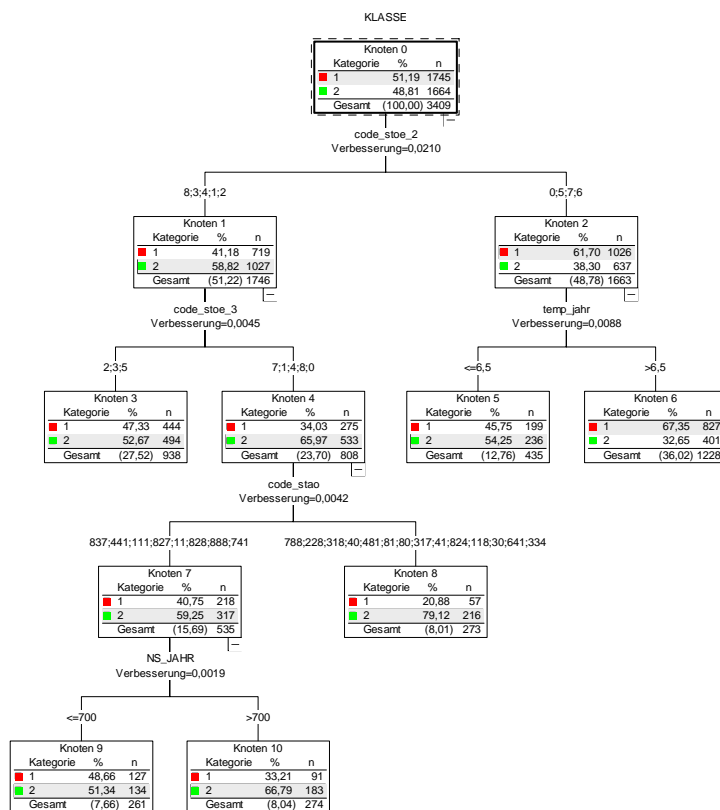 KLASSE
Knoten 0
Kategorie % n
1 51,19 1745
2 48,81 1664
Gesamt (100,00) 3409
code_stoe_2
Verbesserung=0,0210
8;3;4;1;2 0;5;7;6
Knoten 1
Kategorie % n
1 41,18 719
2 58,82 1027
Gesamt (51,22) 1746
Knoten 2
Kategorie % n
1 61,70 1026
2 38,30 637
Gesamt (48,78) 1663
code_stoe_3
Verbesserung=0,0045
temp_jahr
Verbesserung=0,0088
2;3;5 7;1;4;8;0 <=6,5 >6,5
Knoten 3
Kategorie % n
1 47,33 444
2 52,67 494
Gesamt (27,52) 938
Knoten 4
Kategorie % n
1 34,03 275
2 65,97 533
Gesamt (23,70) 808
Knoten 5
Kategorie % n
1 45,75 199
2 54,25 236
Gesamt (12,76) 435
Knoten 6
Kategorie % n
1 67,35 827
2 32,65 401
Gesamt (36,02) 1228
code_stao
Verbesserung=0,0042
837;441;111;827;11;828;888;741 788;228;318;40;481;81;80;317;41;824;118;30;641;334
Knoten 7
Kategorie % n
1 40,75 218
2 59,25 317
Gesamt (15,69) 535
Knoten 8
Kategorie % n
1 20,88 57
2 79,12 216
Gesamt (8,01) 273
NS_JAHR
Verbesserung=0,0019
<=700 >700
Knoten 9
Kategorie % n
1 48,66 127
2 51,34 134
Gesamt (7,66) 261
Knoten 10
Kategorie % n
1 33,21 91
2 66,79 183
Gesamt (8,04) 274